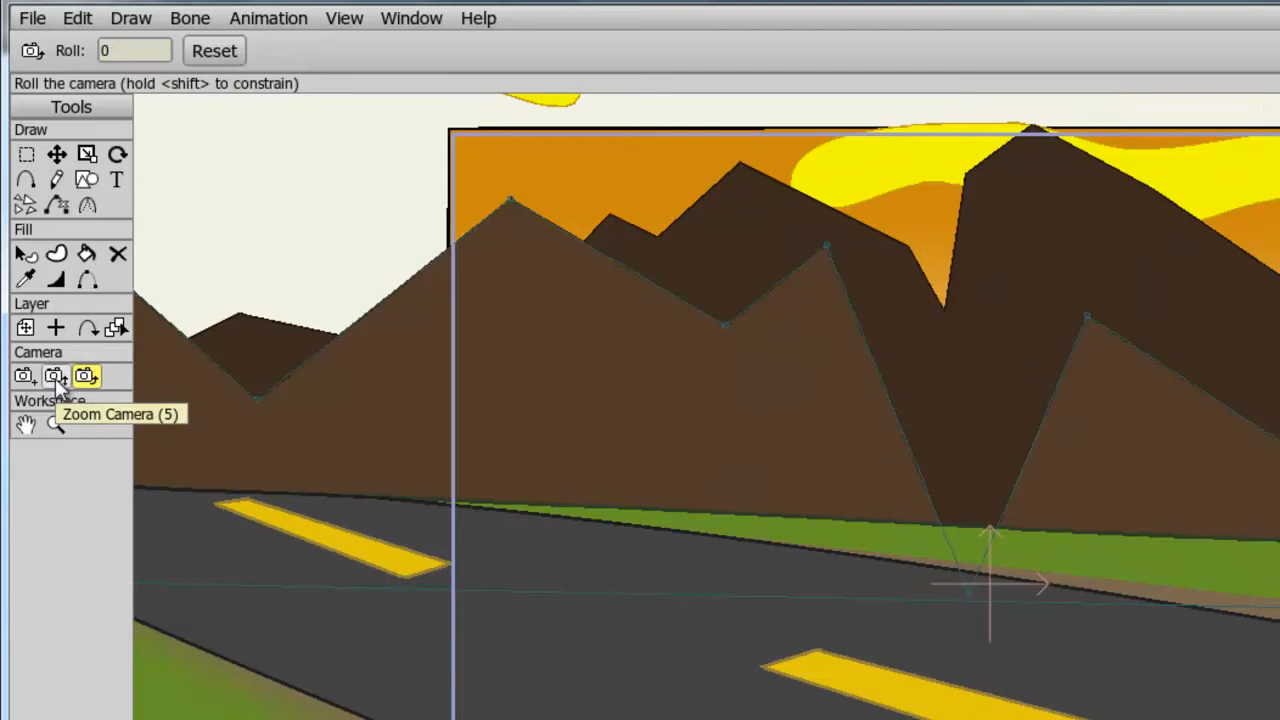 File Edit Draw Bone Animation View Window Help
Roll: 0 Reset
Roll the camera (hold <shift> to constrain)
Tools
Draw
T
Fill
Layer
Camera
Workspace
Zoom Camera (5)